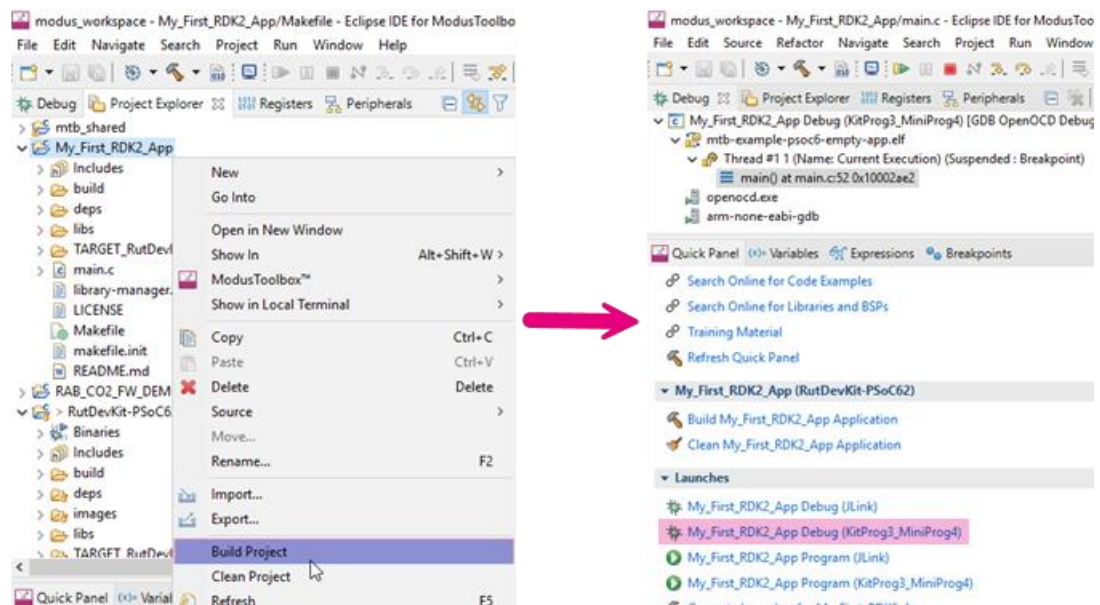 modus_workspace - My_First_RDK2_App/Makefile - Eclipse IDE for ModusToolbo
File Edit Navigate Search Project Run Window Help
Debug Project Explorer Registers Peripherals
mtb_shared
My_First_RDK2_App
Includes
build
deps
libs
TARGET_RutDevl
main.c
library-manager.
LICENSE
Makefile
makefile.init
README.md
RAB_CO2_FW_DEM
> RutDevKit-PSoC6
Binaries
Includes
build
deps
images
libs
TARGET_RutDevl
Quick Panel (x)= Varial
New
Go Into
Open in New Window
Show In Alt+Shift+W >
ModusToolbox™
Show in Local Terminal
Copy Ctrl+C
Paste Ctrl+V
Delete Delete
Source
Move...
Rename... F2
Import...
Export...
Build Project
Clean Project
Refresh F5
modus_workspace - My_First_RDK2_App/main.c - Eclipse IDE for ModusToo
File Edit Source Refactor Navigate Search Project Run Window
Debug Project Explorer Registers Peripherals
My_First_RDK2_App Debug (KitProg3_MiniProg4) [GDB OpenOCD Debug
mtb-example-psoc6-empty-app.elf
Thread #1 1 (Name: Current Execution) (Suspended : Breakpoint)
main() at main.c:52 0x10002ae2
openocd.exe
arm-none-eabi-gdb
Quick Panel (x)= Variables Expressions Breakpoints
Search Online for Code Examples
Search Online for Libraries and BSPs
Training Material
Refresh Quick Panel
My_First_RDK2_App (RutDevKit-PSoC62)
Build My_First_RDK2_App Application
Clean My_First_RDK2_App Application
Launches
My_First_RDK2_App Debug (JLink)
My_First_RDK2_App Debug (KitProg3_MiniProg4)
My_First_RDK2_App Program (JLink)
My_First_RDK2_App Program (KitProg3_MiniProg4)